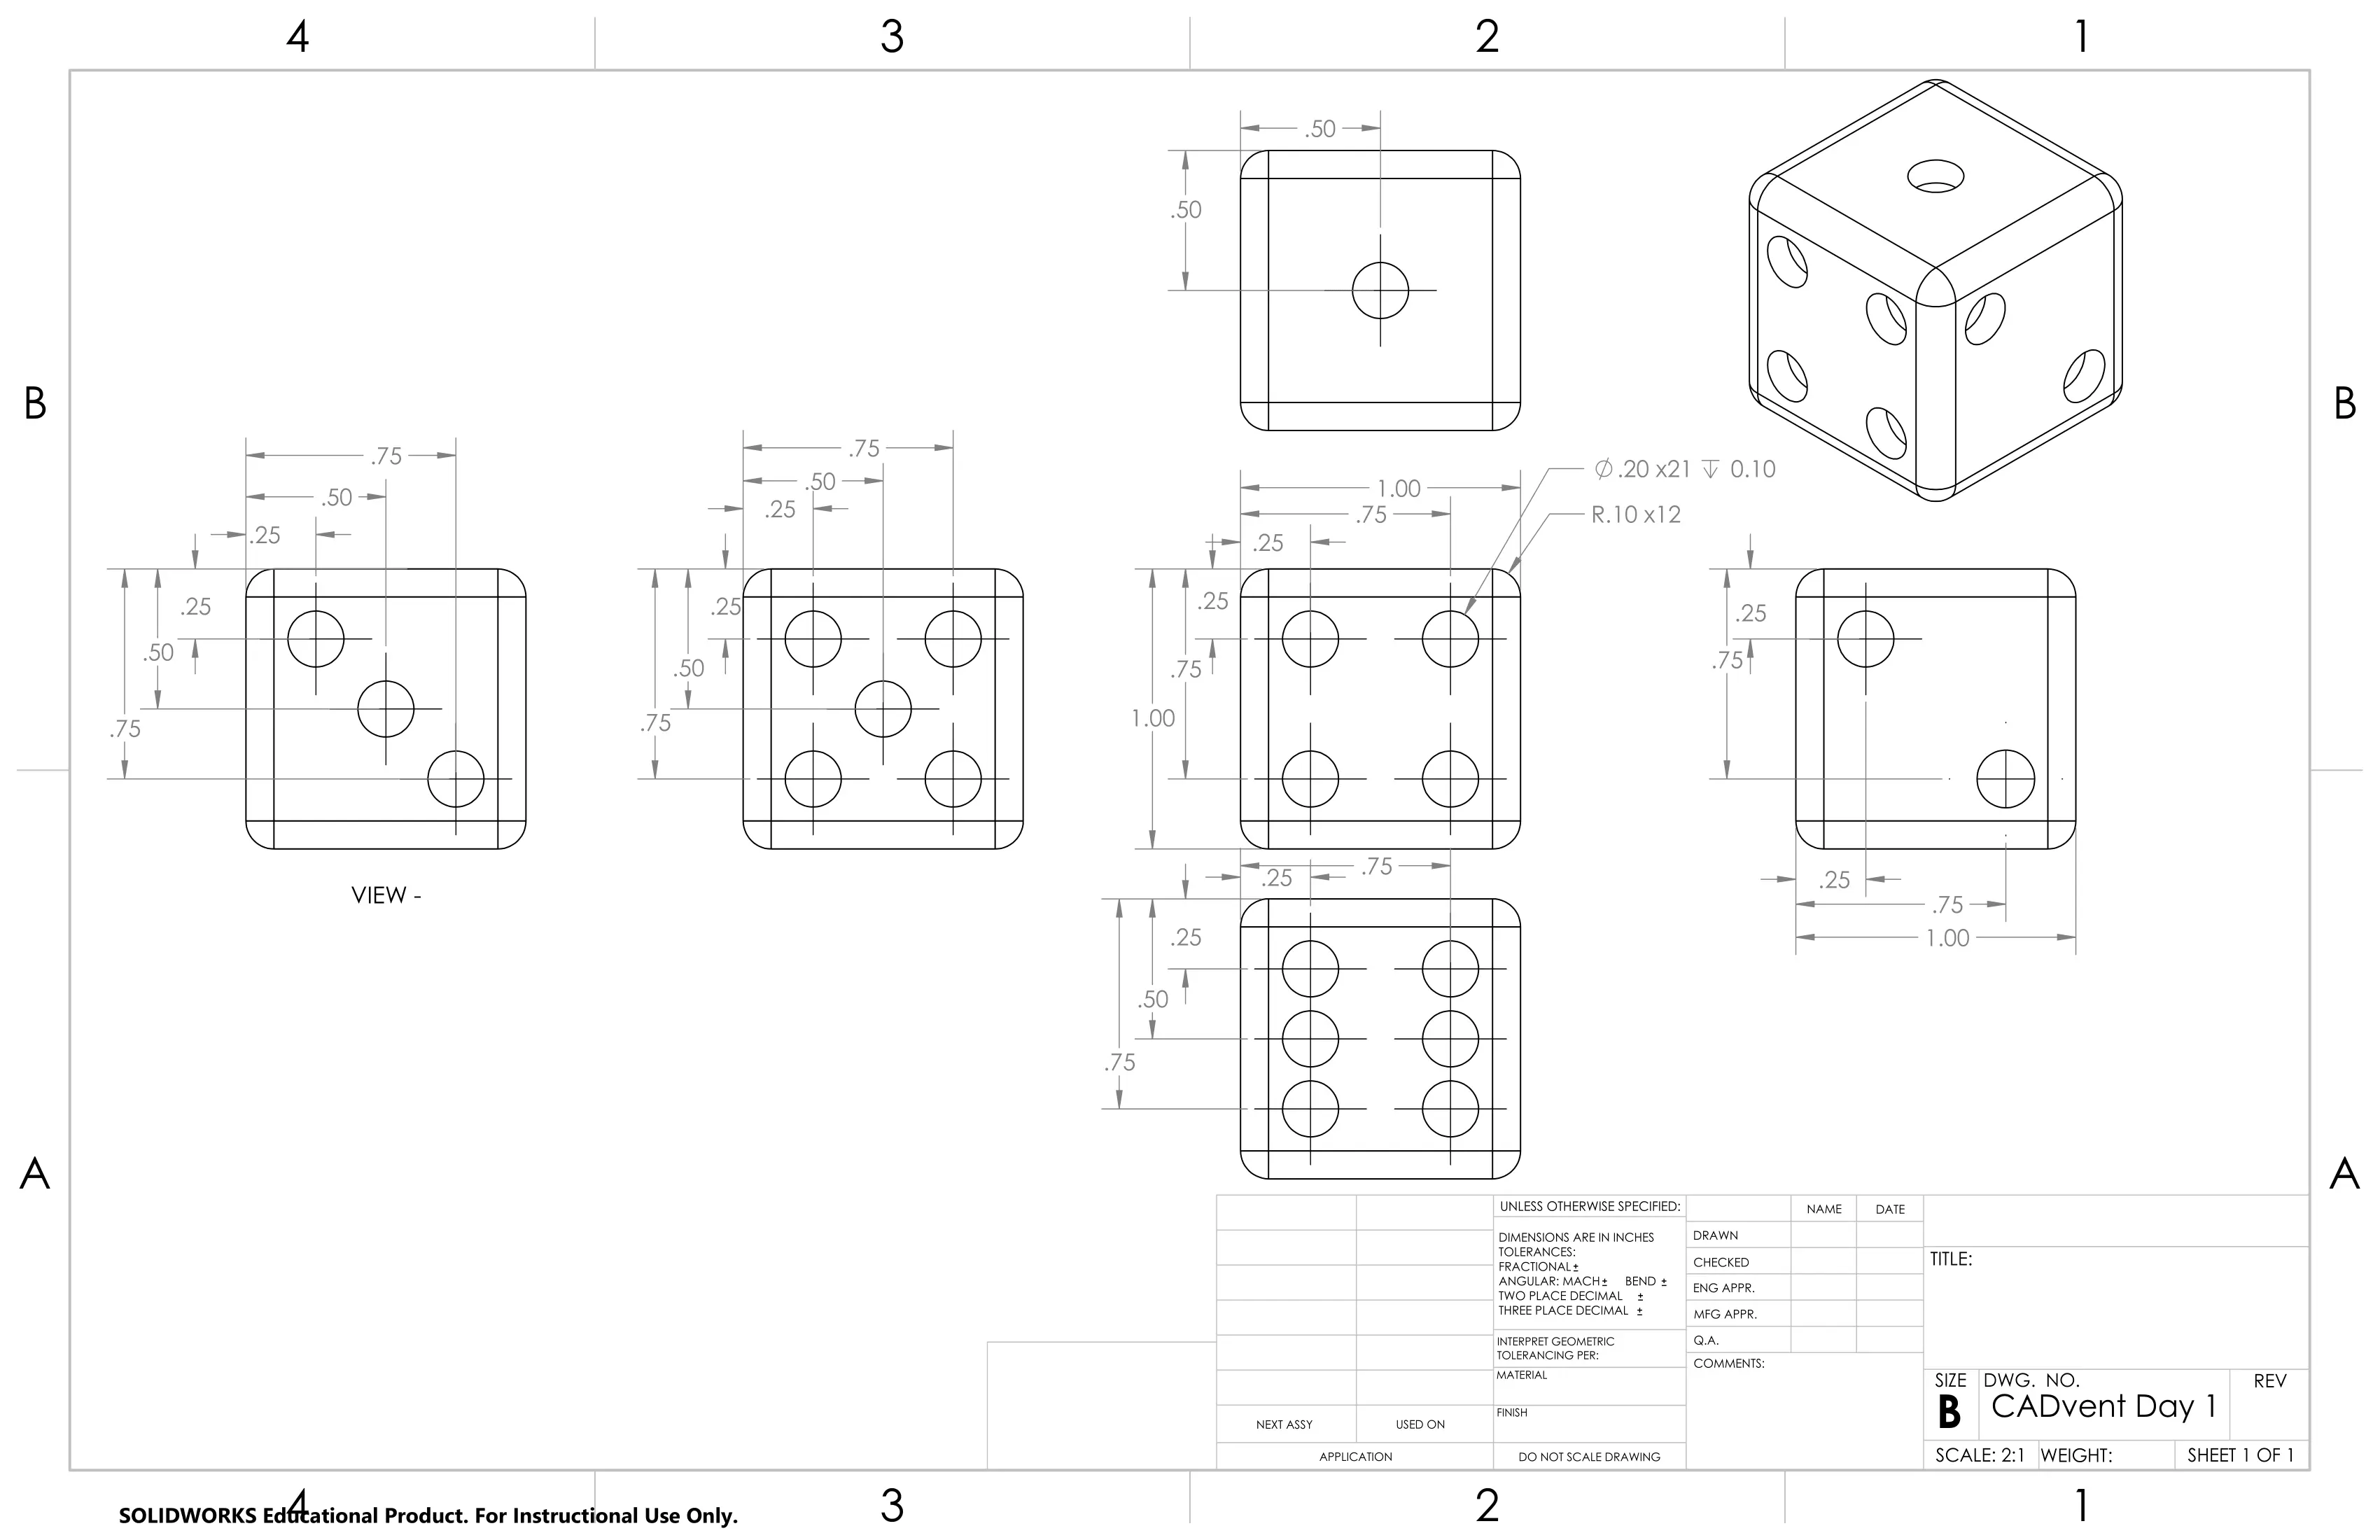 4 3 2 1
.50
.50
B B
.75
.50
.25
.25
.50
.75
VIEW -
.75
.50
.25
.25
.50
.75
⌀.20 x21 ↧ 0.10
R.10 x12
1.00
.75
.25
.25
.75
1.00
.25
.75
.25
.75
1.00
.75
.25
.25
.50
.75
A A
UNLESS OTHERWISE SPECIFIED:
DIMENSIONS ARE IN INCHES
TOLERANCES:
FRACTIONAL±
ANGULAR: MACH± BEND ±
TWO PLACE DECIMAL ±
THREE PLACE DECIMAL ±
INTERPRET GEOMETRIC
TOLERANCING PER:
MATERIAL
FINISH
NEXT ASSY USED ON
APPLICATION
DO NOT SCALE DRAWING
NAME DATE
DRAWN
CHECKED
ENG APPR.
MFG APPR.
Q.A.
COMMENTS:
TITLE:
SIZE DWG. NO. REV
B CADvent Day 1
SCALE: 2:1 WEIGHT: SHEET 1 OF 1
4 3 2 1
SOLIDWORKS Educational Product. For Instructional Use Only.